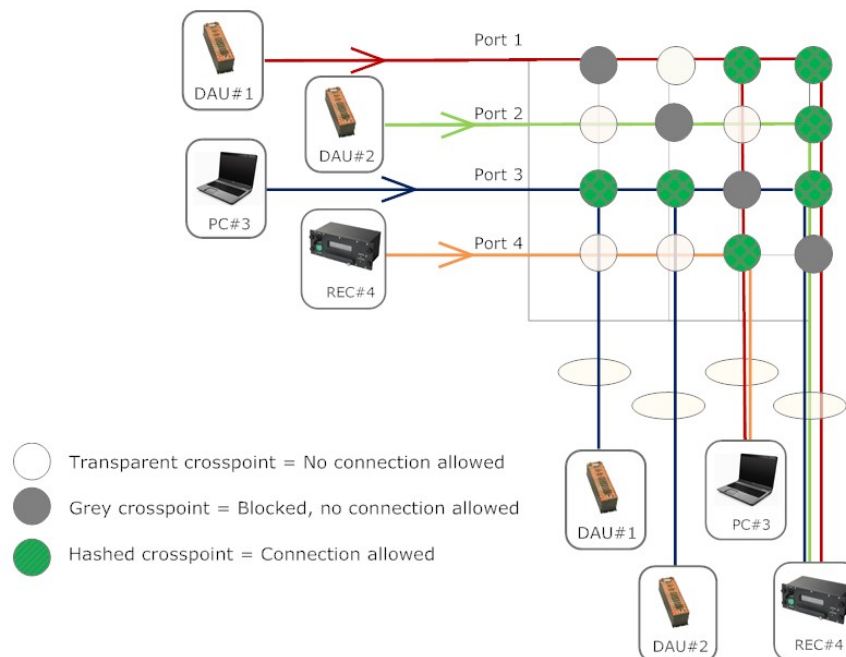 Port 1
DAU#1
Port 2
DAU#2
Port 3
PC#3
Port 4
REC#4
Transparent crosspoint = No connection allowed
Grey crosspoint = Blocked, no connection allowed
Hashed crosspoint = Connection allowed
DAU#1
PC#3
DAU#2
REC#4